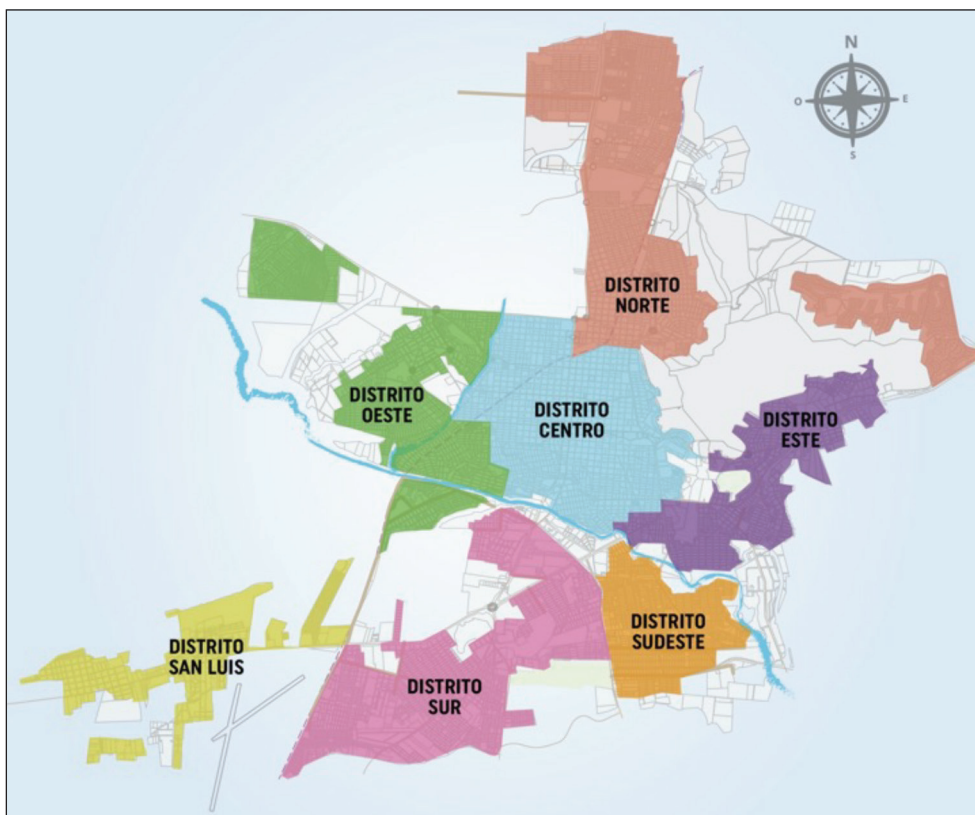 N
O
E
S
DISTRITO
NORTE
DISTRITO
OESTE
DISTRITO
CENTRO
DISTRITO
ESTE
DISTRITO
SUDESTE
DISTRITO
SAN LUIS
DISTRITO
SUR